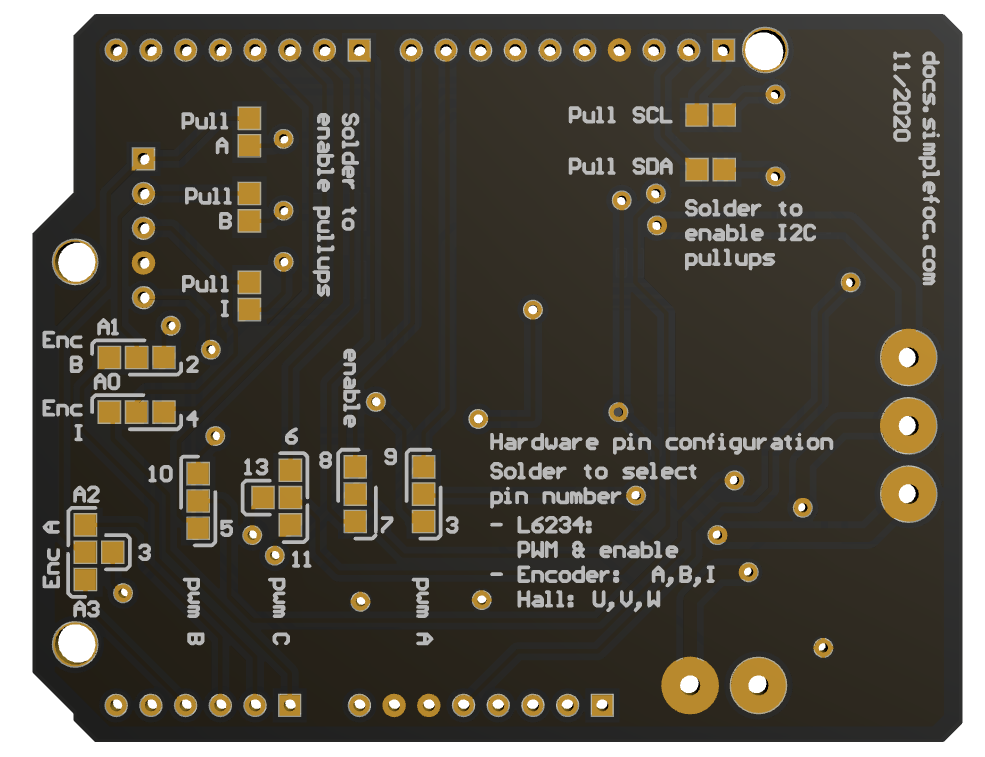 docs.simplefoc.com
11/2020
Pull
A
Pull
B
Pull
I
Solder to
enable pullups
Pull SCL
Pull SDA
Solder to
enable I2C
pullups
Enc
B
A1
2
Enc
I
A0
4
enable
10
5
13
6
11
8
7
9
3
A2
Enc A
3
A3
pwm B
pwm C
pwm A
Hardware pin configuration
Solder to select
pin number
- L6234:
PWM & enable
- Encoder: A,B,I
Hall: U,V,W